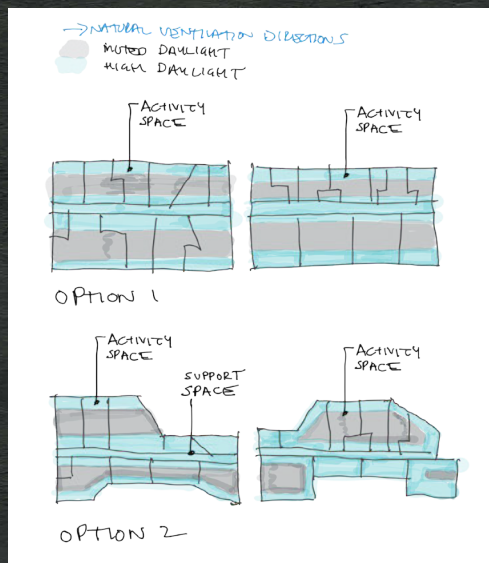 →NATURAL VENTILATION DIRECTIONS
MUTED DAYLIGHT
HIGH DAYLIGHT
ACTIVITY
SPACE
ACTIVITY
SPACE
OPTION 1
ACTIVITY
SPACE
SUPPORT
SPACE
ACTIVITY
SPACE
OPTION 2